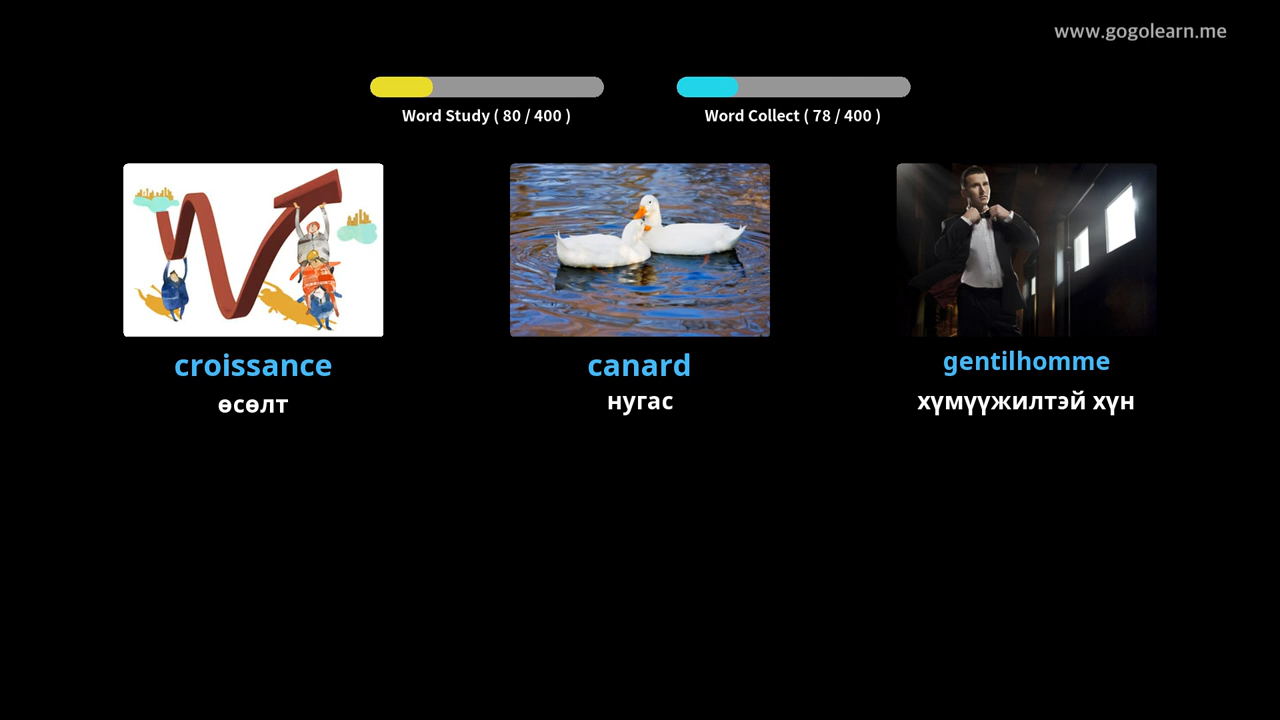 www.gogolearn.me
Word Study ( 80 / 400 )
Word Collect ( 78 / 400 )
croissance
өсөлт
canard
нугас
gentilhomme
хүмүүжилтэй хүн